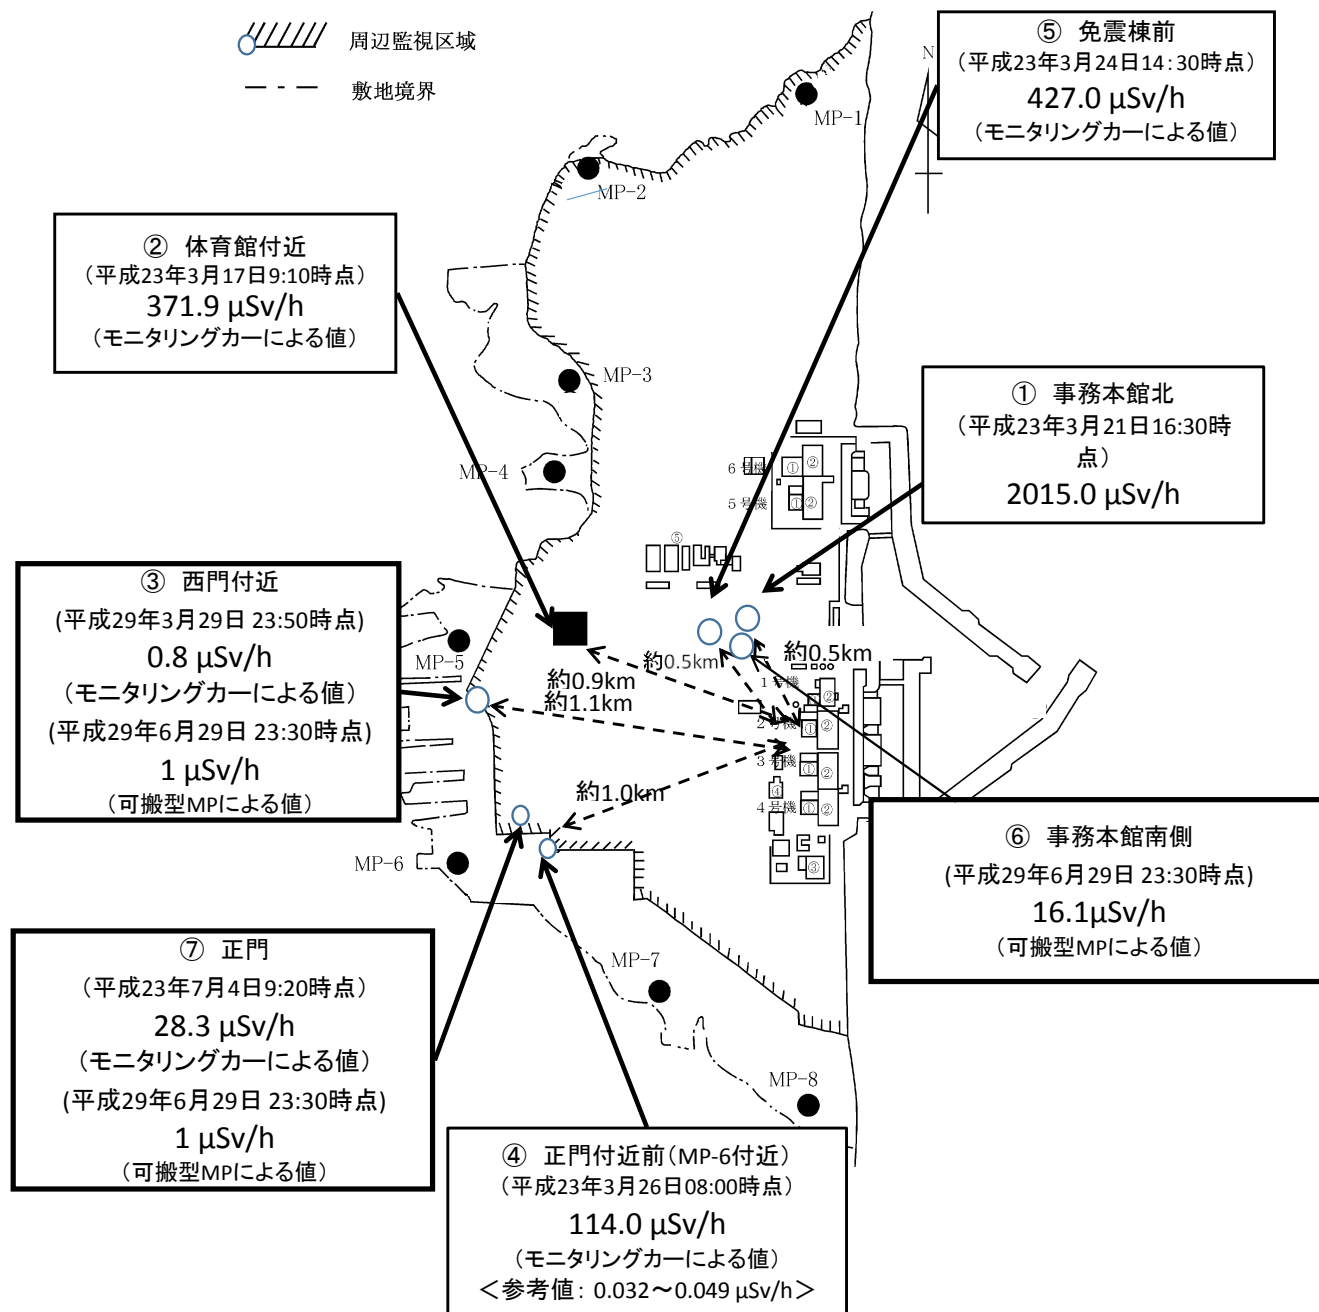 周辺監視区域
敷地境界
⑤ 免震棟前
(平成23年3月24日14:30時点)
427.0 μSv/h
(モニタリングカーによる値)
N
MP-1
MP-2
② 体育館付近
(平成23年3月17日9:10時点)
371.9 μSv/h
(モニタリングカーによる値)
MP-3
① 事務本館北
(平成23年3月21日16:30時
点)
2015.0 μSv/h
MP-4
6号機
① ②
5号機
① ②
⑤
③ 西門付近
(平成29年3月29日 23:50時点)
0.8 μSv/h
(モニタリングカーによる値)
(平成29年6月29日 23:30時点)
1 μSv/h
(可搬型MPによる値)
MP-5
約0.5km
約0.5km
約0.9km
約1.1km
1号機
②
2号機
① ②
3号機
① ②
④
4号機
① ②
③
約1.0km
MP-6
⑥ 事務本館南側
(平成29年6月29日 23:30時点)
16.1μSv/h
(可搬型MPによる値)
⑦ 正門
(平成23年7月4日9:20時点)
28.3 μSv/h
(モニタリングカーによる値)
(平成29年6月29日 23:30時点)
1 μSv/h
(可搬型MPによる値)
MP-7
MP-8
④ 正門付近前(MP-6付近)
(平成23年3月26日08:00時点)
114.0 μSv/h
(モニタリングカーによる値)
<参考値: 0.032~0.049 μSv/h>